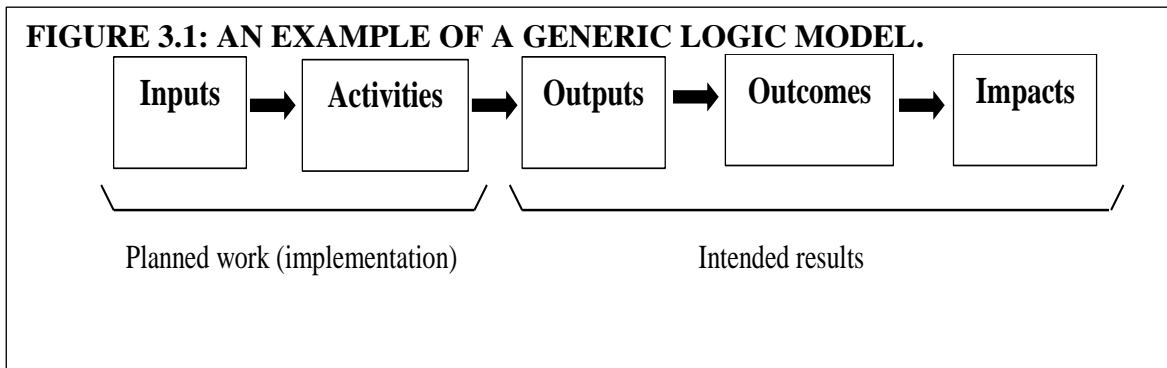 FIGURE 3.1: AN EXAMPLE OF A GENERIC LOGIC MODEL.
Inputs Activities Outputs Outcomes Impacts
Planned work (implementation) Intended results